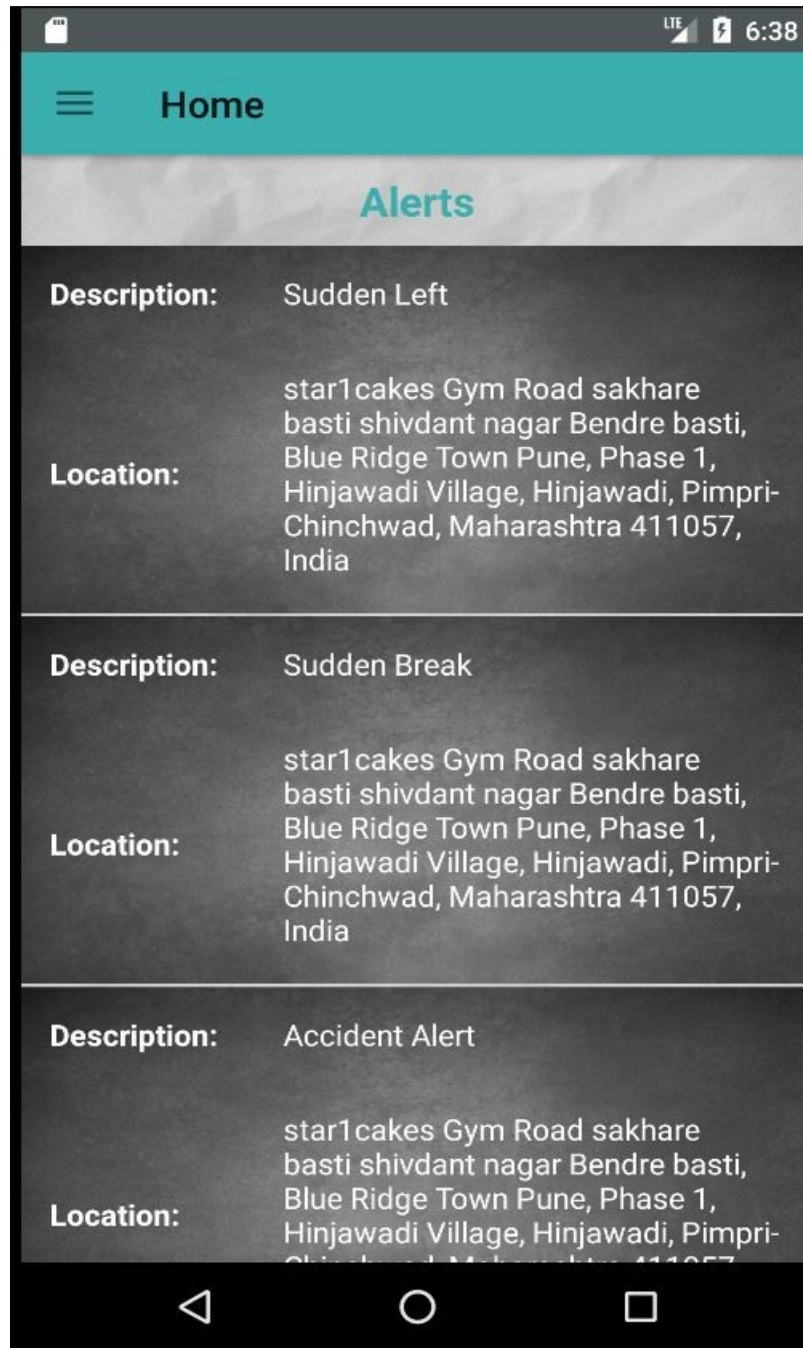 LTE 6:38
Home
Alerts
Description: Sudden Left
star1cakes Gym Road sakhare
basti shivdant nagar Bendre basti,
Blue Ridge Town Pune, Phase 1,
Location:
Hinjawadi Village, Hinjawadi, Pimpri-
Chinchwad, Maharashtra 411057,
India
Description: Sudden Break
star1cakes Gym Road sakhare
basti shivdant nagar Bendre basti,
Blue Ridge Town Pune, Phase 1,
Location:
Hinjawadi Village, Hinjawadi, Pimpri-
Chinchwad, Maharashtra 411057,
India
Description: Accident Alert
star1cakes Gym Road sakhare
basti shivdant nagar Bendre basti,
Blue Ridge Town Pune, Phase 1,
Location:
Hinjawadi Village, Hinjawadi, Pimpri-